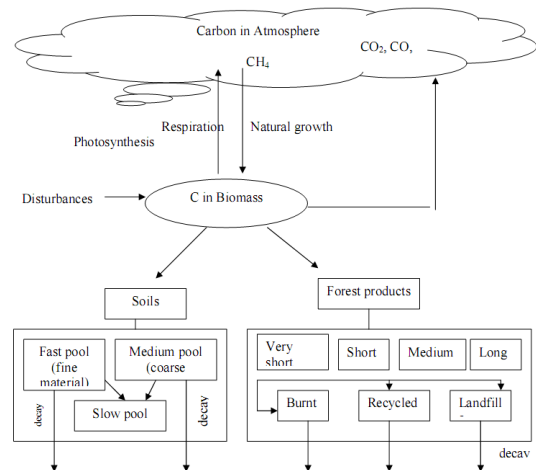 Carbon in Atmosphere
CO2, CO,
CH4
Respiration
Natural growth
Photosynthesis
Disturbances
C in Biomass
Soils
Forest products
Fast pool
(fine
material)
Medium pool
(coarse
Slow pool
decay
decay
Very
short
Short
Medium
Long
Burnt
Recycled
Landfill
decay